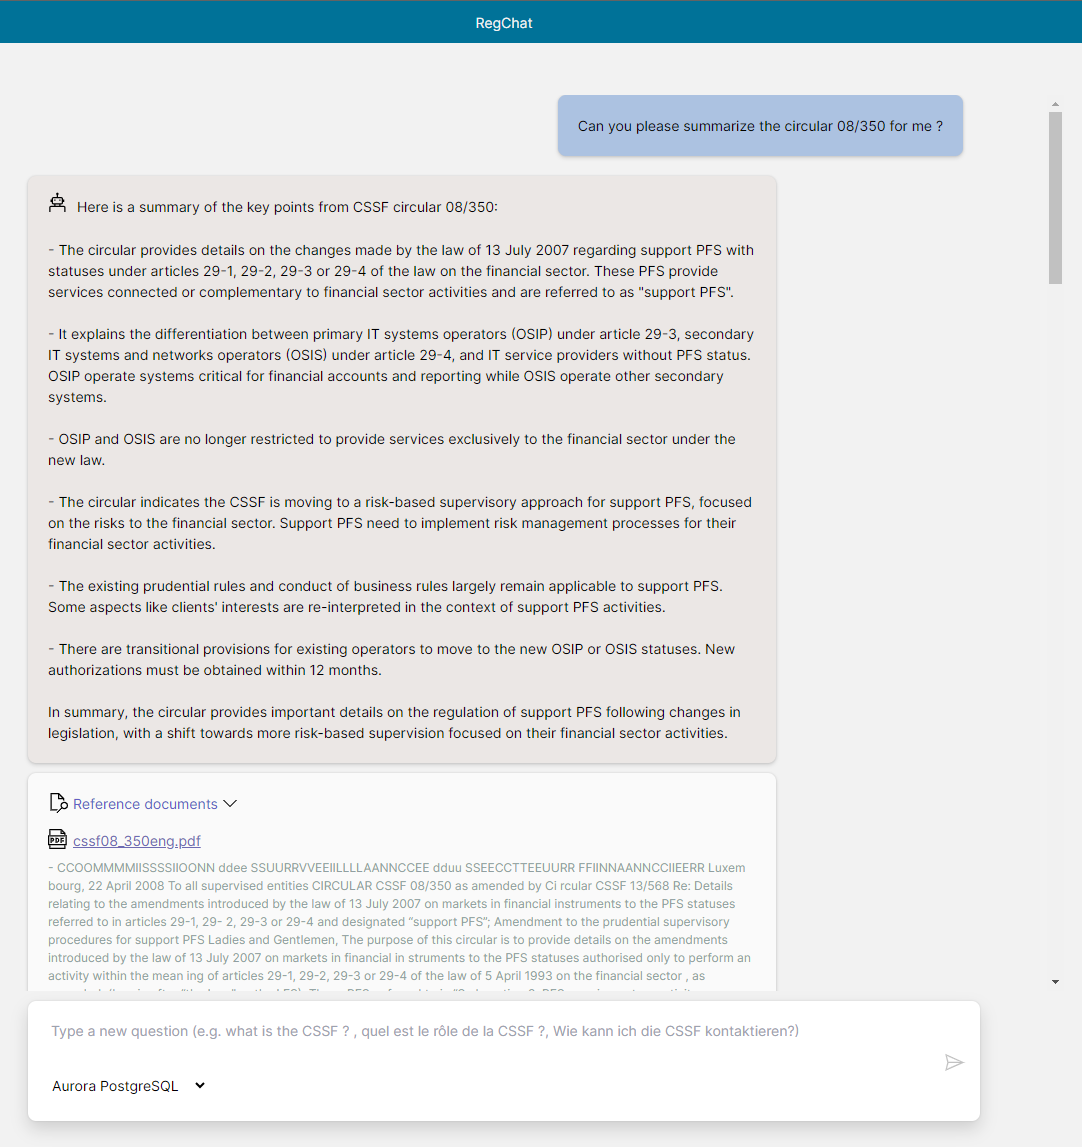 RegChat
Can you please summarize the circular 08/350 for me ?
Here is a summary of the key points from CSSF circular 08/350:
- The circular provides details on the changes made by the law of 13 July 2007 regarding support PFS with
statuses under articles 29-1, 29-2, 29-3 or 29-4 of the law on the financial sector. These PFS provide
services connected or complementary to financial sector activities and are referred to as "support PFS".
- It explains the differentiation between primary IT systems operators (OSIP) under article 29-3, secondary
IT systems and networks operators (OSIS) under article 29-4, and IT service providers without PFS status.
OSIP operate systems critical for financial accounts and reporting while OSIS operate other secondary
systems.
- OSIP and OSIS are no longer restricted to provide services exclusively to the financial sector under the
new law.
- The circular indicates the CSSF is moving to a risk-based supervisory approach for support PFS, focused
on the risks to the financial sector. Support PFS need to implement risk management processes for their
financial sector activities.
- The existing prudential rules and conduct of business rules largely remain applicable to support PFS.
Some aspects like clients' interests are re-interpreted in the context of support PFS activities.
- There are transitional provisions for existing operators to move to the new OSIP or OSIS statuses. New
authorizations must be obtained within 12 months.
In summary, the circular provides important details on the regulation of support PFS following changes in
legislation, with a shift towards more risk-based supervision focused on their financial sector activities.
Reference documents
PDF cssf08_350eng.pdf
- CCOOMMMMIISSSSIIOONN ddee SSUURRVVEEIILLLLAANNCCEE dduu SSEECCTTEEUURR FFIINNAANNCCIIEERR Luxem
bourg, 22 April 2008 To all supervised entities CIRCULAR CSSF 08/350 as amended by Ci rcular CSSF 13/568 Re: Details
relating to the amendments introduced by the law of 13 July 2007 on markets in financial instruments to the PFS statuses
referred to in articles 29-1, 29- 2, 29-3 or 29-4 and designated “support PFS”; Amendment to the prudential supervisory
procedures for support PFS Ladies and Gentlemen, The purpose of this circular is to provide details on the amendments
introduced by the law of 13 July 2007 on markets in financial in struments to the PFS statuses authorised only to perform an
activity within the mean ing of articles 29-1, 29-2, 29-3 or 29-4 of the law of 5 April 1993 on the financial sector , as
Type a new question (e.g. what is the CSSF ? , quel est le rôle de la CSSF ?, Wie kann ich die CSSF kontaktieren?)
Aurora PostgreSQL